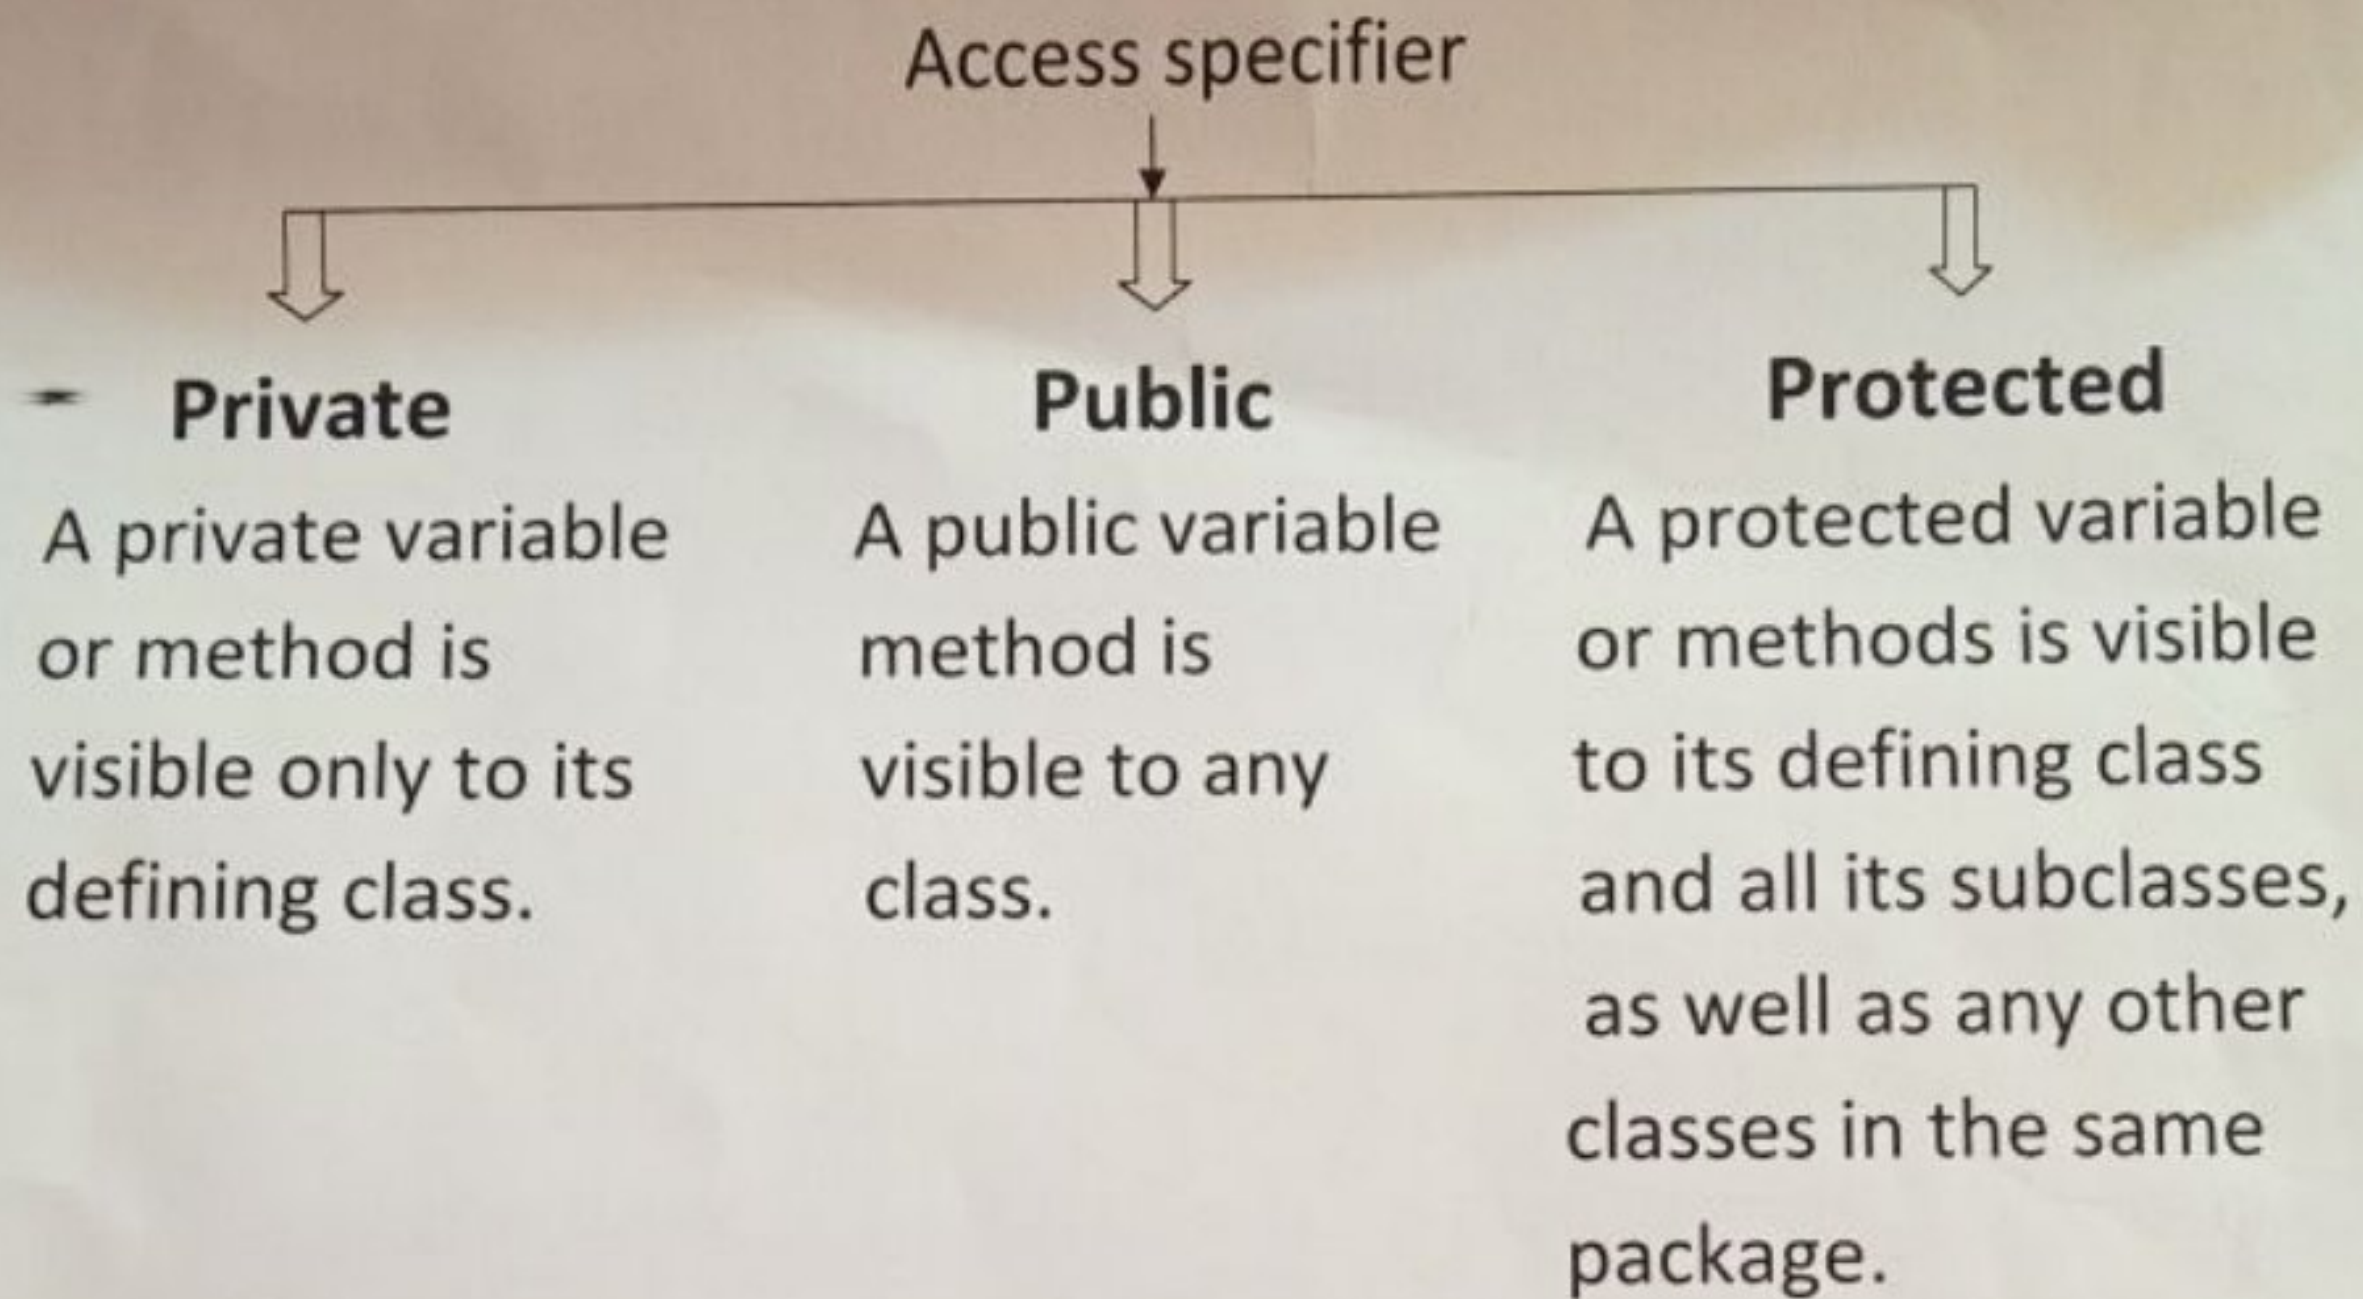 Access specifier
Private
A private variable
or method is
visible only to its
defining class.
Public
A public variable
method is
visible to any
class.
Protected
A protected variable
or methods is visible
to its defining class
and all its subclasses,
as well as any other
classes in the same
package.